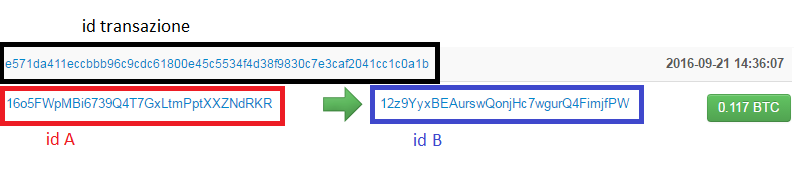 id transazione
e571da411eccbbb96c9cdc61800e45c5534f4d38f9830c7e3caf2041cc1c0a1b 2016-09-21 14:36:07
16o5FWpMBi6739Q4T7GxLtmPptXXZNdRKR 12z9YyxBEAurswQonjHc7wgurQ4FimjfPW 0.117 BTC
id A id B